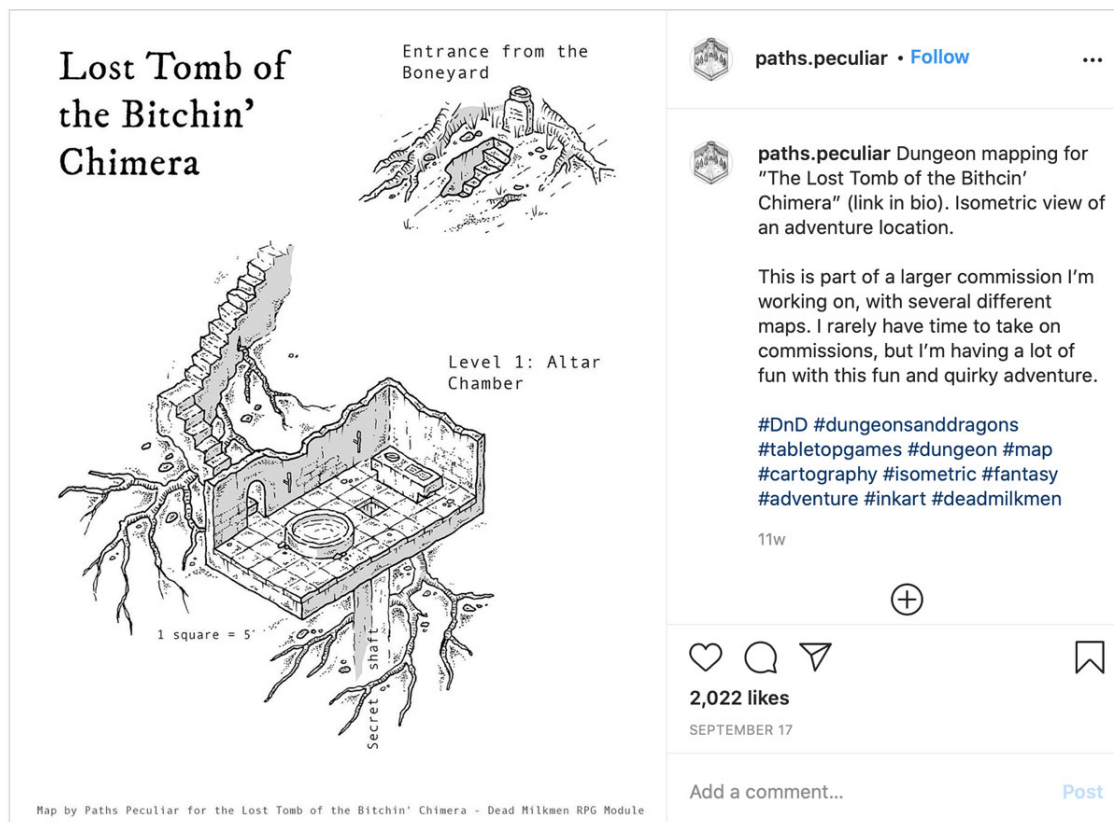 Lost Tomb of
the Bitchin'
Chimera
Entrance from the
Boneyard
Level 1: Altar
Chamber
1 square = 5′
Secret shaft
Map by Paths Peculiar for the Lost Tomb of the Bitchin' Chimera - Dead Milkmen RPG Module
paths.peculiar • Follow
paths.peculiar Dungeon mapping for
”The Lost Tomb of the Bithcin’
Chimera” (link in bio). Isometric view of
an adventure location.
This is part of a larger commission I’m
working on, with several different
maps. I rarely have time to take on
commissions, but I’m having a lot of
fun with this fun and quirky adventure.
#DnD #dungeonsanddragons
#tabletopgames #dungeon #map
#cartography #isometric #fantasy
#adventure #inkart #deadmilkmen
11w
2,022 likes
SEPTEMBER 17
Add a comment...
Post